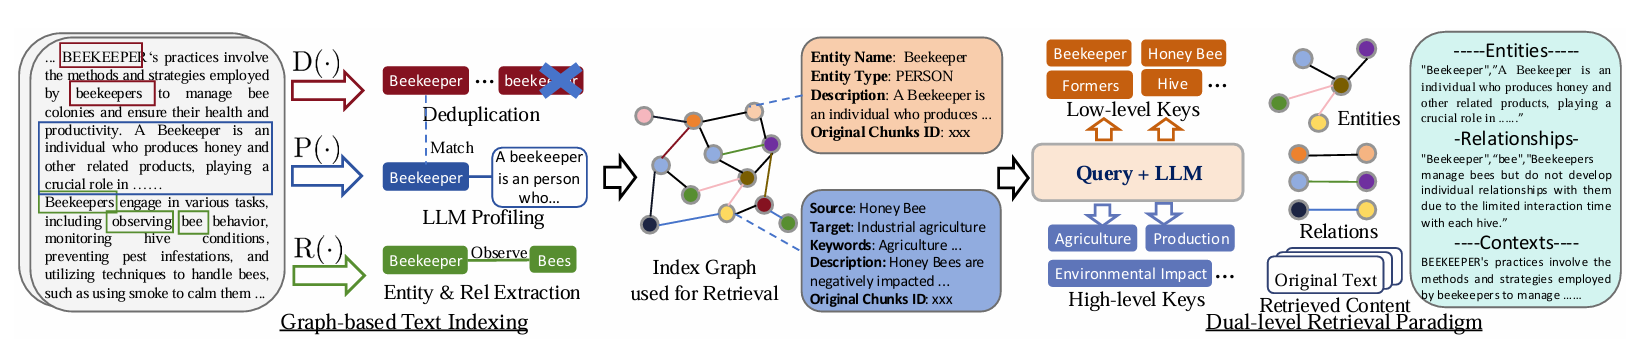 ... BEEKEEPER's practices involve
the methods and strategies employed
by beekeepers to manage bee
colonies and ensure their health and
productivity. A Beekeeper is an
individual who produces honey and
other related products, playing a
crucial role in ......
Beekeepers engage in various tasks,
including observing bee behavior,
monitoring hive conditions,
preventing pest infestations, and
utilizing techniques to handle bees,
such as using smoke to calm them ...
D(·)
P(·)
R(·)
Beekeeper ... beekeeper
Deduplication
Match
Beekeeper
A beekeeper
is an person
who...
LLM Profiling
Beekeeper Observe Bees
Entity & Rel Extraction
Graph-based Text Indexing
Index Graph
used for Retrieval
Entity Name: Beekeeper
Entity Type: PERSON
Description: A Beekeeper is
an individual who produces ...
Original Chunks ID: xxx
Source: Honey Bee
Target: Industrial agriculture
Keywords: Agriculture ...
Description: Honey Bees are
negatively impacted ...
Original Chunks ID: xxx
Beekeeper Honey Bee
Formers Hive ...
Low-level Keys
Query + LLM
Agriculture Production
Environmental Impact ...
High-level Keys
Entities
Relations
Original Text
Retrieved Content
Dual-level Retrieval Paradigm
-----Entities-----
"Beekeeper","A Beekeeper is an
individual who produces honey and
other related products, playing a
crucial role in ......"
-Relationships-
"Beekeeper","bee","Beekeepers
manage bees but do not develop
individual relationships with them
due to the limited interaction time
with each hive."
----Contexts----
BEEKEEPER's practices involve the
methods and strategies employed
by beekeepers to manage ......